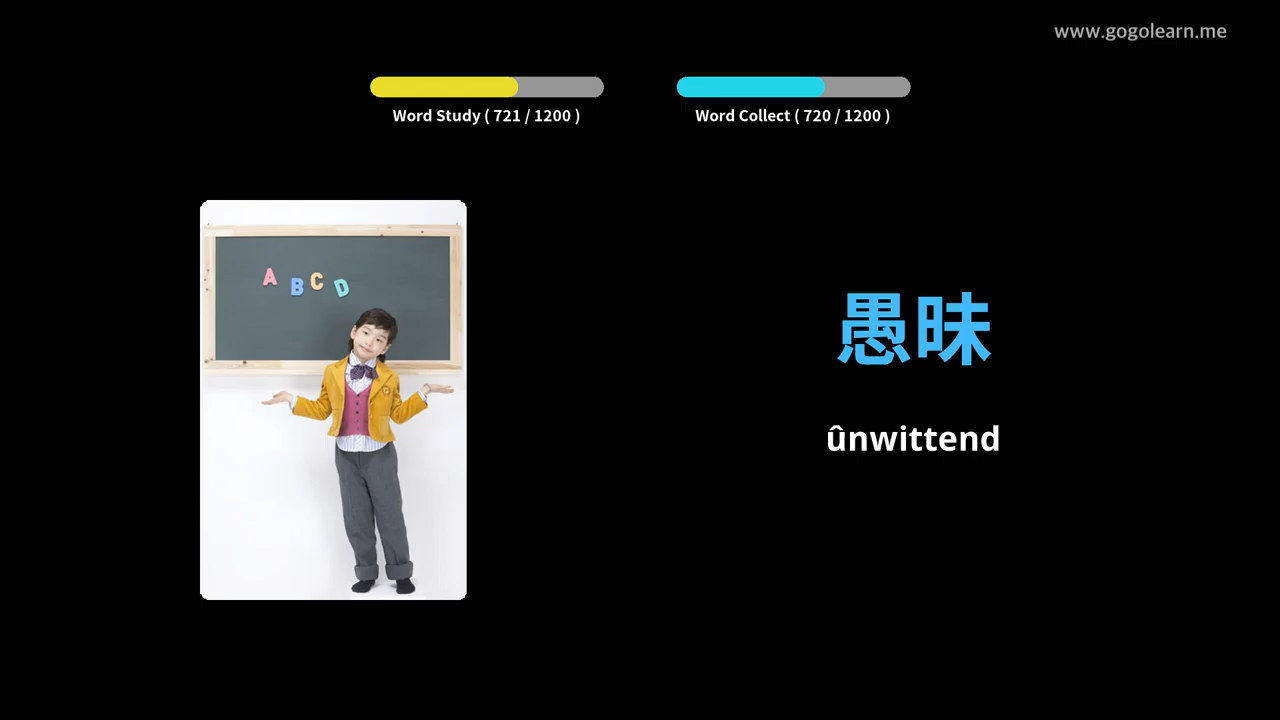 www.gogolearn.me
Word Study ( 721 / 1200 )
Word Collect ( 720 / 1200 )
A B C D
愚昧
ûnwittend